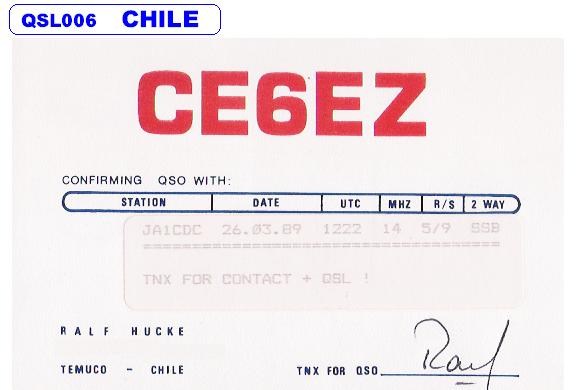 QSL006 CHILE
CE6EZ
CONFIRMING QSO WITH:
STATION DATE UTC MHZ R/S 2 WAY
JA1CDC 26.03.89 1222 14 5/9 SSB
================================================
TNX FOR CONTACT + QSL !
RALF HUCKE
TEMUCO - CHILE TNX FOR QSO Ralf